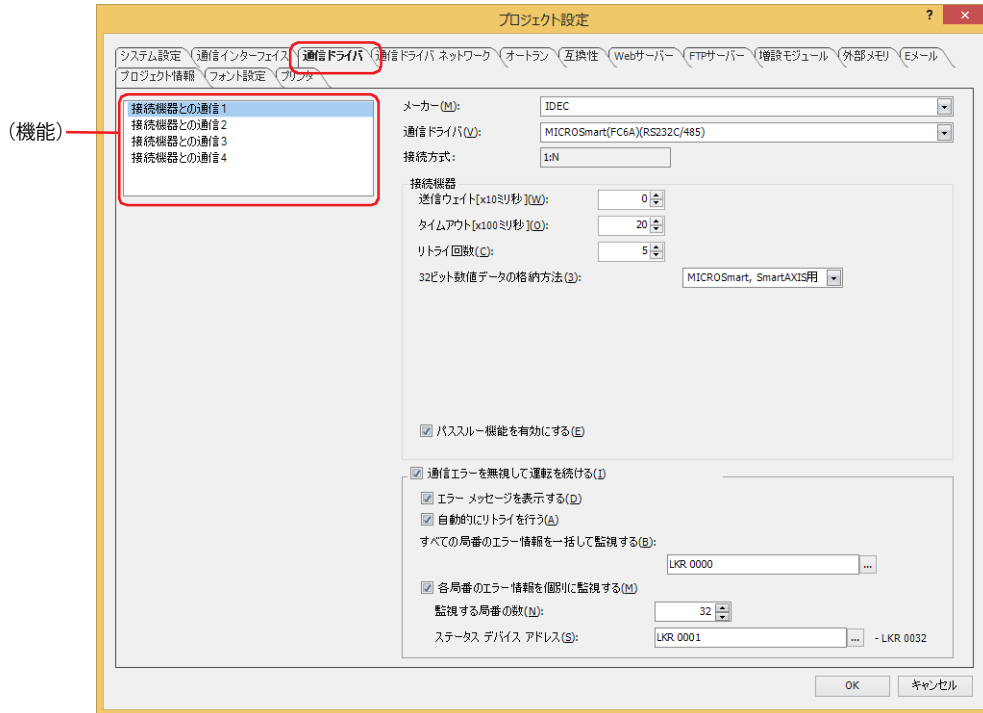 プロジェクト設定
?
×
システム設定 通信インターフェイス 通信ドライバ 通信ドライバ ネットワーク オートラン 互換性 Webサーバー FTPサーバー 増設モジュール 外部メモリ Eメール
プロジェクト情報 フォント設定 プリンタ
(機能)
接続機器との通信1
接続機器との通信2
接続機器との通信3
接続機器との通信4
メーカー(M): IDEC
通信ドライバ(V): MICROSmart(FC6A)(RS232C/485)
接続方式: 1:N
接続機器
送信ウェイト[x10ミリ秒](W): 0
タイムアウト[x100ミリ秒](O): 20
リトライ回数(C): 5
32ビット数値データの格納方法(3): MICROSmart, SmartAXIS用
パススルー機能を有効にする(E)
通信エラーを無視して運転を続ける(I)
エラー メッセージを表示する(D)
自動的にリトライを行う(A)
すべての局番のエラー情報を一括して監視する(B):
LKR 0000 ...
各局番のエラー情報を個別に監視する(M)
監視する局番の数(N): 32
ステータス デバイス アドレス(S): LKR 0001 ... - LKR 0032
OK キャンセル